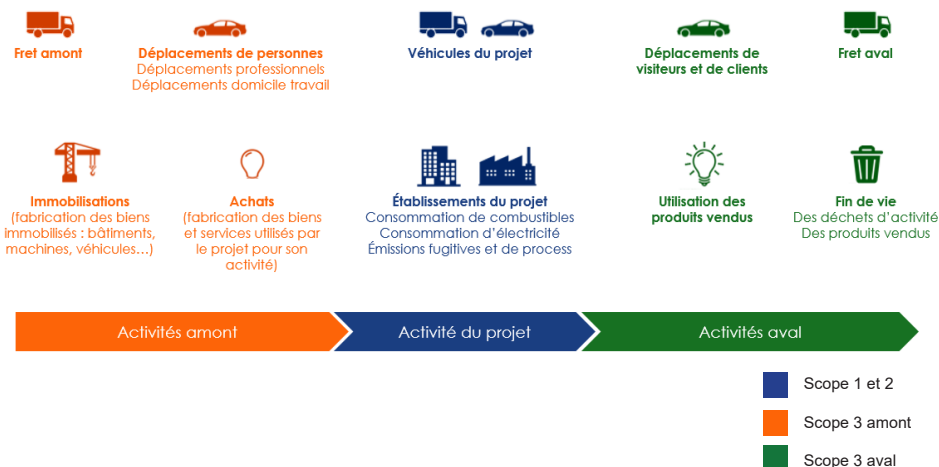 Fret amont
Déplacements de personnes
Déplacements professionnels
Déplacements domicile travail
Véhicules du projet
Déplacements de
visiteurs et de clients
Fret aval
Immobilisations
(fabrication des biens
immobilisés : bâtiments,
machines, véhicules...)
Achats
(fabrication des biens
et services utilisés par
le projet pour son
activité)
Établissements du projet
Consommation de combustibles
Consommation d’électricité
Émissions fugitives et de process
Utilisation des
produits vendus
Fin de vie
Des déchets d’activité
Des produits vendus
Activités amont
Activité du projet
Activités aval
Scope 1 et 2
Scope 3 amont
Scope 3 aval